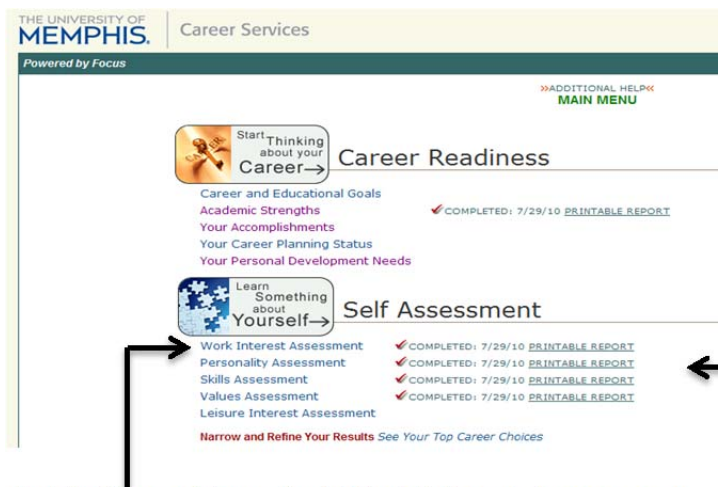 THE UNIVERSITY OF
MEMPHIS.
Career Services
Powered by Focus
»ADDITIONAL HELP«
MAIN MENU
Start Thinking
about your
Career→
Career Readiness
Career and Educational Goals
Academic Strengths ✓COMPLETED: 7/29/10 PRINTABLE REPORT
Your Accomplishments
Your Career Planning Status
Your Personal Development Needs
Learn
Something
about
Yourself→
Self Assessment
Work Interest Assessment ✓COMPLETED: 7/29/10 PRINTABLE REPORT
Personality Assessment ✓COMPLETED: 7/29/10 PRINTABLE REPORT
Skills Assessment ✓COMPLETED: 7/29/10 PRINTABLE REPORT
Values Assessment ✓COMPLETED: 7/29/10 PRINTABLE REPORT
Leisure Interest Assessment
Narrow and Refine Your Results See Your Top Career Choices